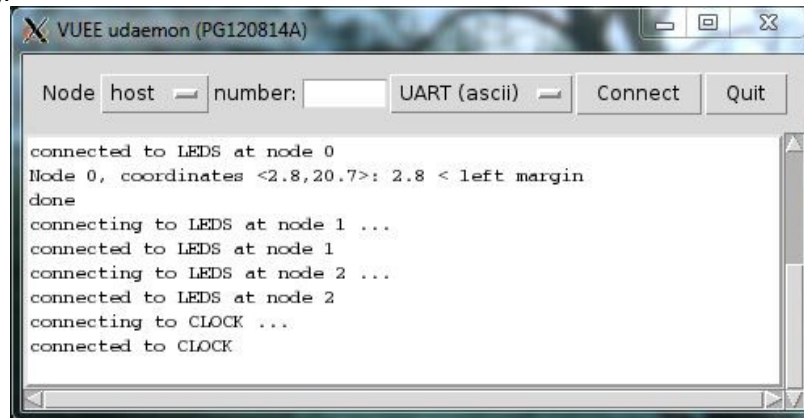 VUEE udaemon (PG120814A)
Node host number: UART (ascii) Connect Quit
connected to LEDS at node 0
Node 0, coordinates <2.8,20.7>: 2.8 < left margin
done
connecting to LEDS at node 1 ...
connected to LEDS at node 1
connecting to LEDS at node 2 ...
connected to LEDS at node 2
connecting to CLOCK ...
connected to CLOCK